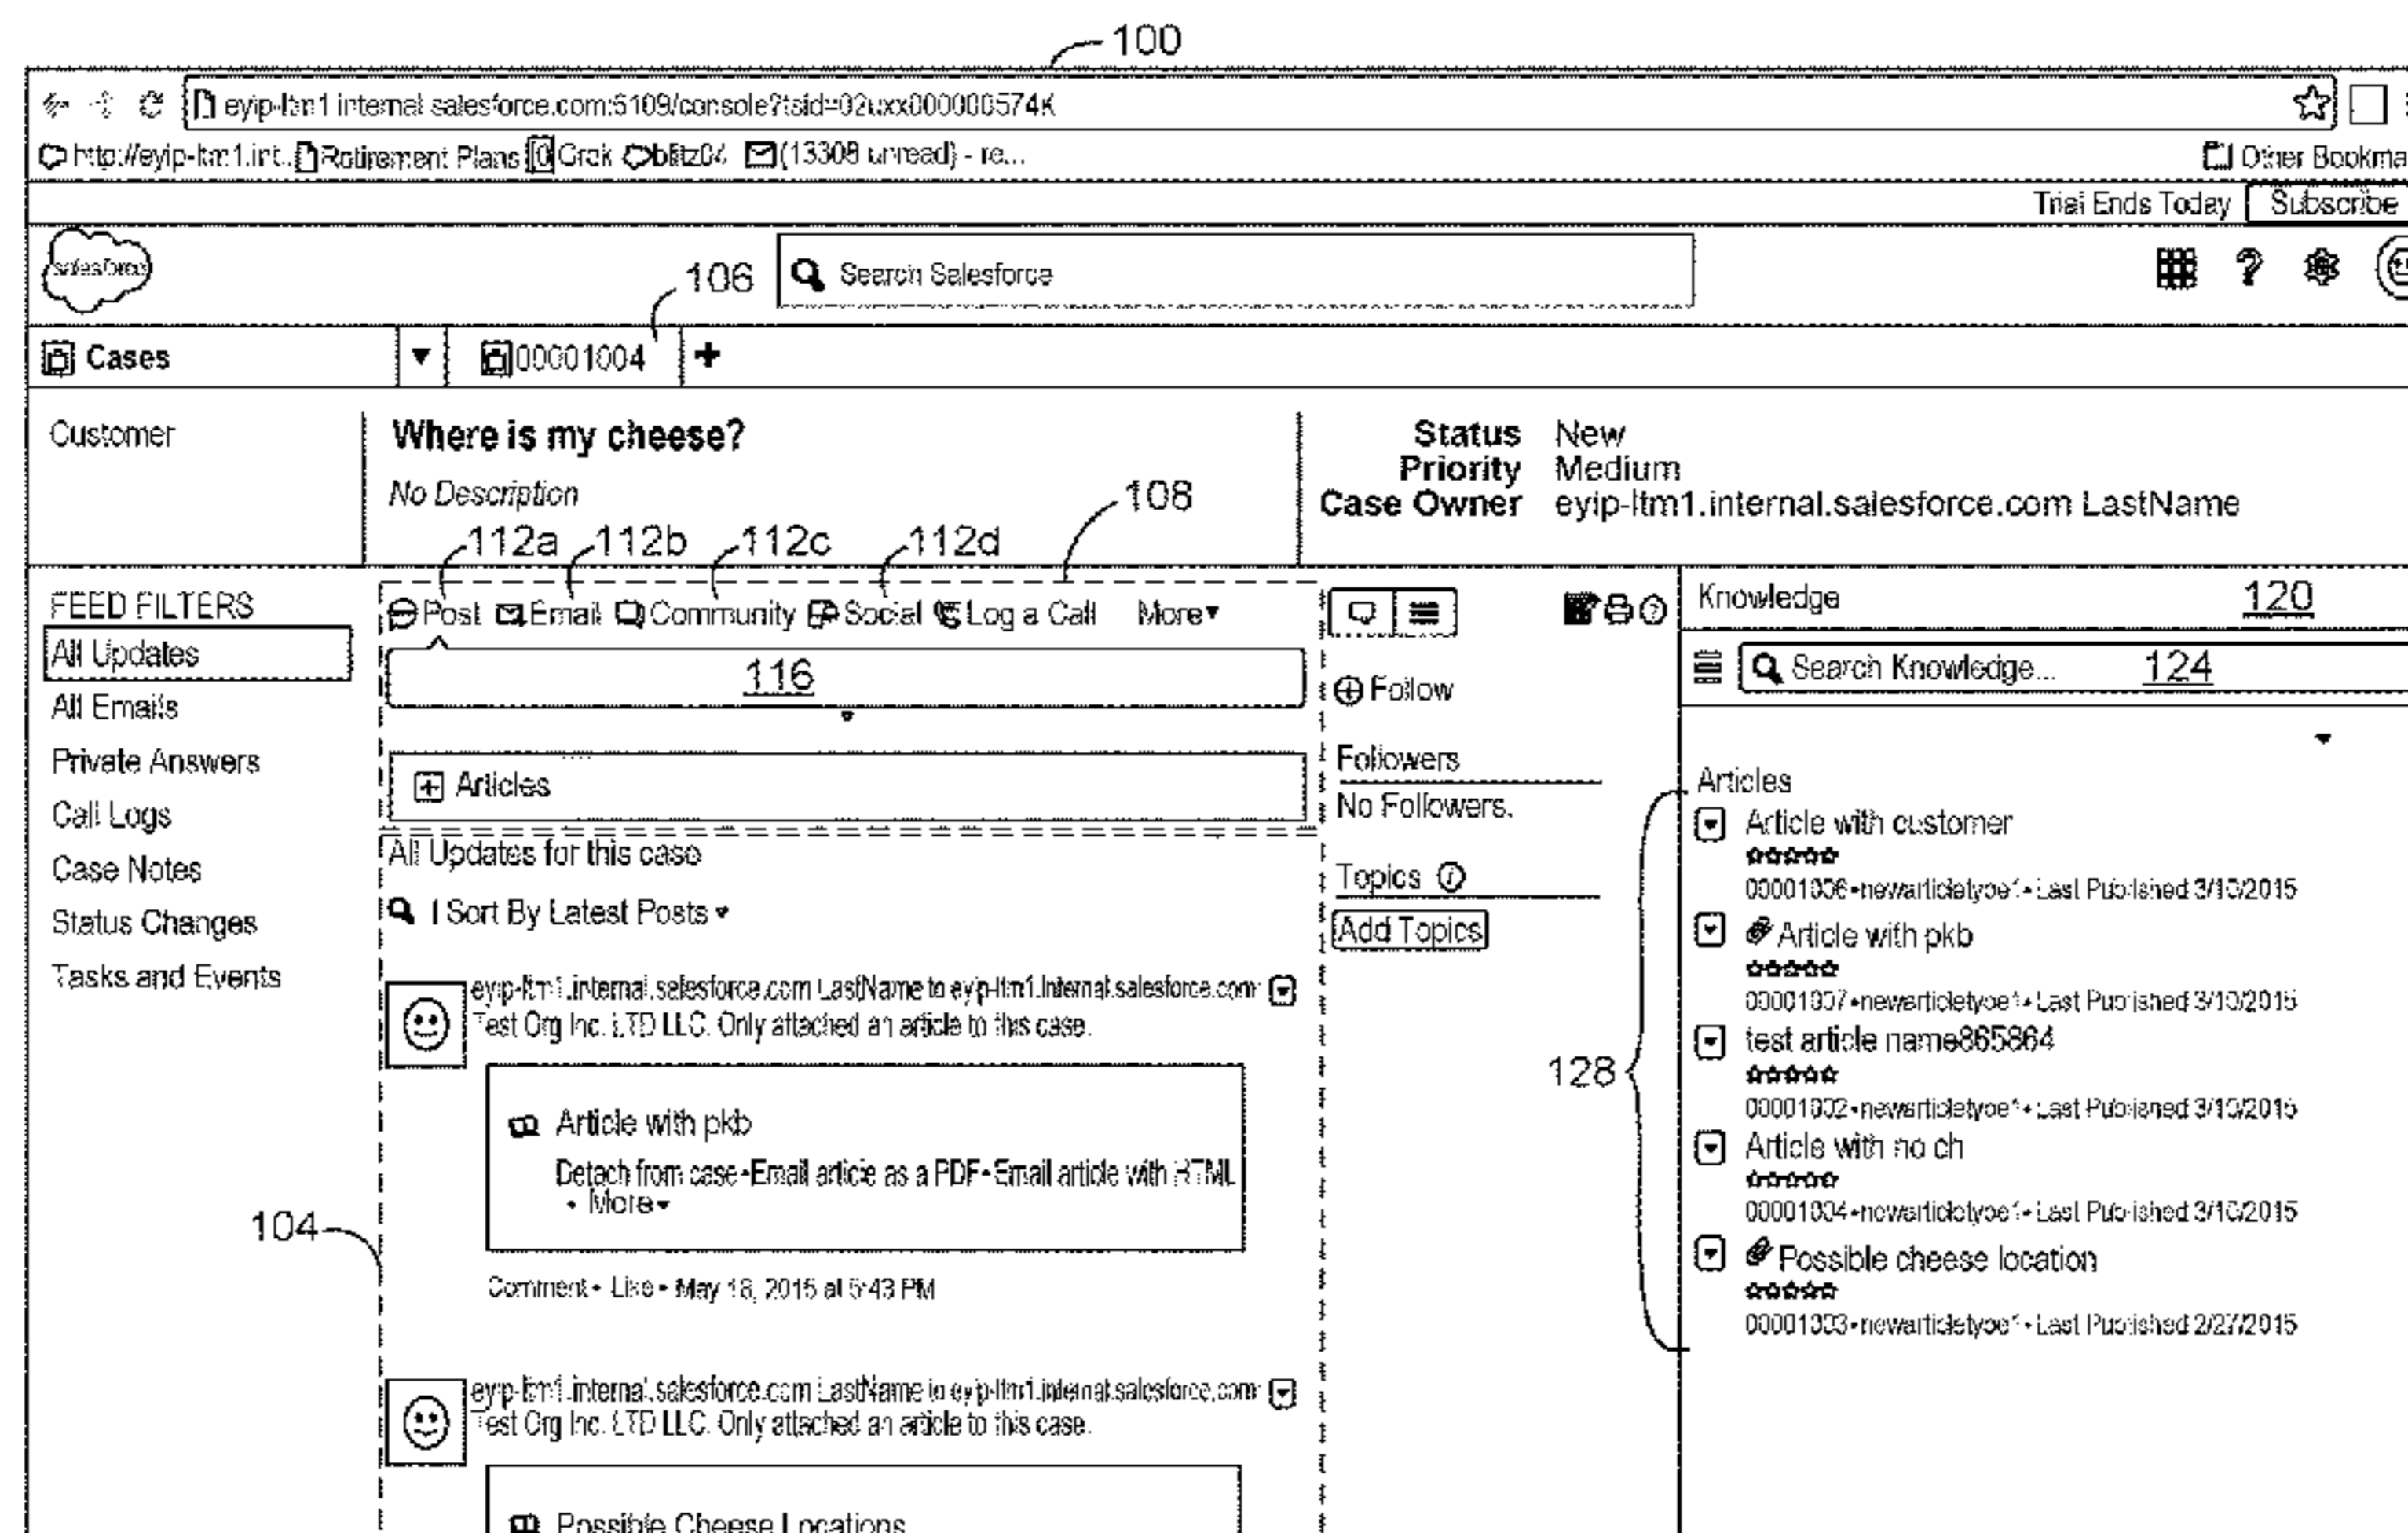 100
eyip-ltm1.internal.salesforce.com:6109/console?tsid=02uxx000000574K
http://eyip-ltm1.int.. Retirement Plans Grok blitz04 (13308 unread) - re...
Other Bookma
Trial Ends Today Subscribe
salesforce
106
Search Salesforce
Cases
00001004
Customer
Where is my cheese?
No Description
Status New
Priority Medium
Case Owner eyip-ltm1.internal.salesforce.com LastName
108
112a 112b 112c 112d
FEED FILTERS
All Updates
All Emails
Private Answers
Call Logs
Case Notes
Status Changes
Tasks and Events
Post Email Community Social Log a Call More
116
Articles
All Updates for this case
Sort By Latest Posts
eyip-ltm1.internal.salesforce.com LastName to eyip-ltm1.internal.salesforce.com
Test Org Inc. LTD LLC. Only attached an article to this case.
Article with pkb
Detach from case•Email article as a PDF•Email article with HTML
• More
Comment • Like • May 18, 2015 at 5:43 PM
104
eyip-ltm1.internal.salesforce.com LastName to eyip-ltm1.internal.salesforce.com
Test Org Inc. LTD LLC. Only attached an article to this case.
Possible Cheese Locations
Follow
Followers
No Followers.
Topics
Add Topics
Knowledge 120
Search Knowledge... 124
Articles
128
Article with customer
00001006•newarticletype1•Last Published 3/10/2015
Article with pkb
00001007•newarticletype1•Last Published 3/10/2015
test article name865864
00001002•newarticletype1•Last Published 3/10/2015
Article with no ch
00001004•newarticletype1•Last Published 3/10/2015
Possible cheese location
00001003•newarticletype1•Last Published 2/27/2015